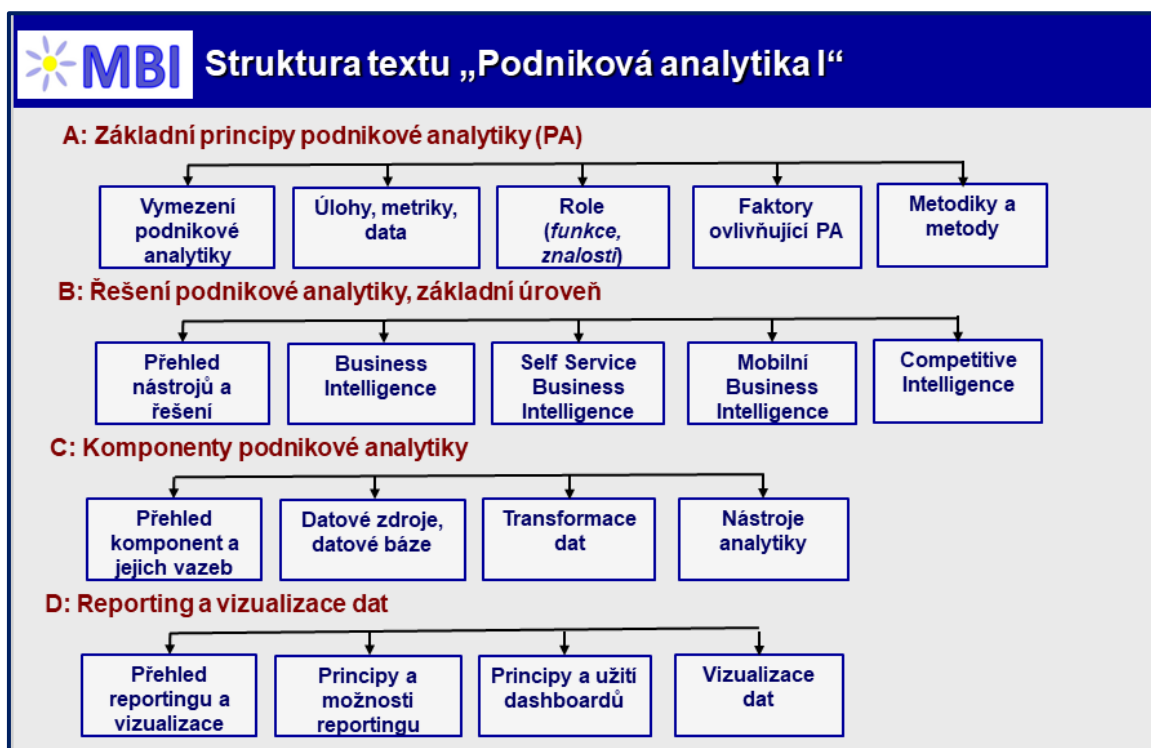 MBI
Struktura textu „Podniková analytika I“
A: Základní principy podnikové analytiky (PA)
Vymezení
podnikové
analytiky
Úlohy, metriky,
data
Role
(funkce,
znalosti)
Faktory
ovlivňující PA
Metodiky a
metody
B: Řešení podnikové analytiky, základní úroveň
Přehled
nástrojů a
řešení
Business
Intelligence
Self Service
Business
Intelligence
Mobilní
Business
Intelligence
Competitive
Intelligence
C: Komponenty podnikové analytiky
Přehled
komponent a
jejich vazeb
Datové zdroje,
datové báze
Transformace
dat
Nástroje
analytiky
D: Reporting a vizualizace dat
Přehled
reportingu a
vizualizace
Principy a
možnosti
reportingu
Principy a užití
dashboardů
Vizualizace
dat